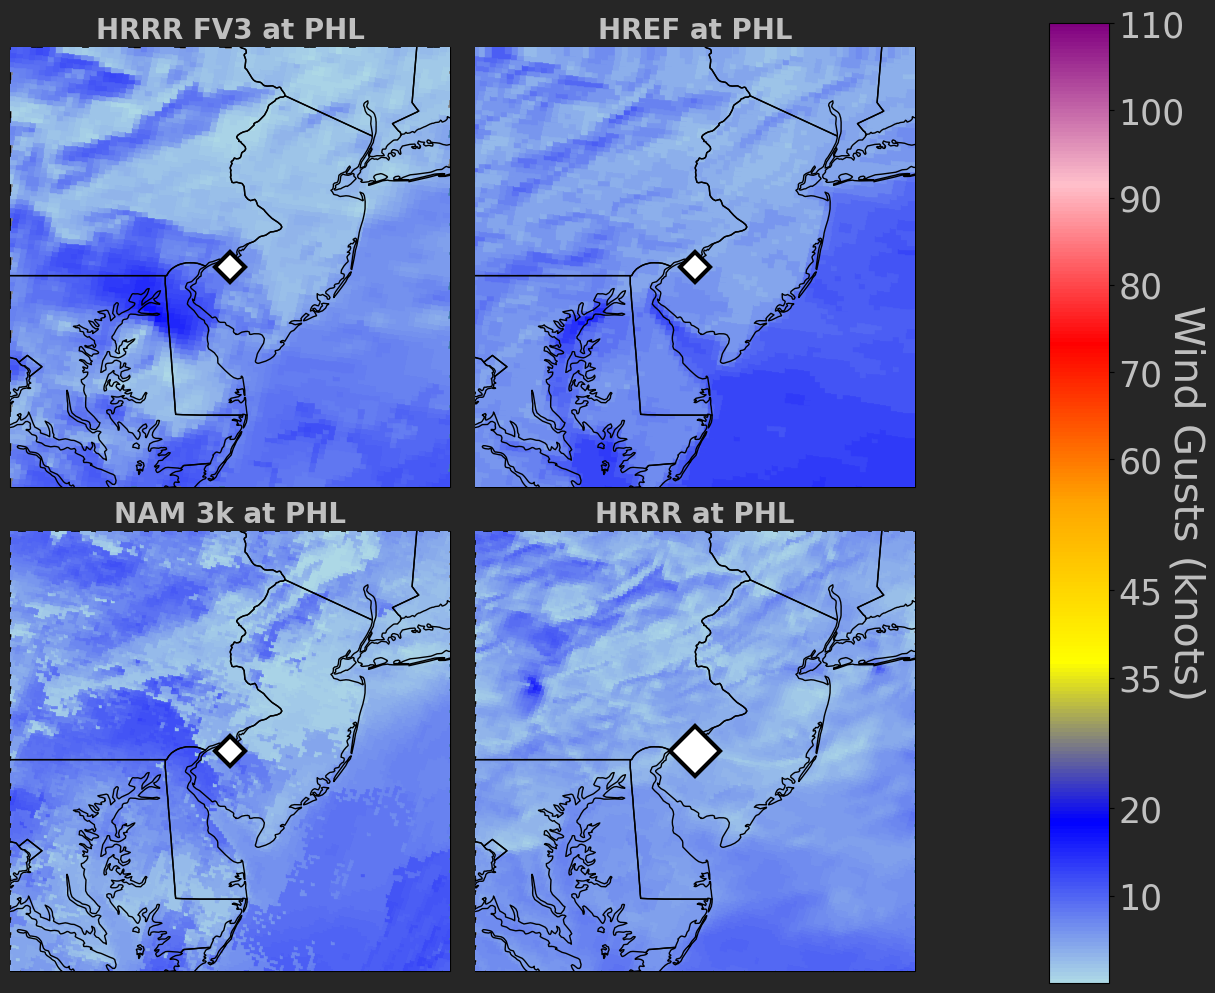 HRRR FV3 at PHL
HREF at PHL
NAM 3k at PHL
HRRR at PHL
110
100
90
80
70
60
45
35
20
10
Wind Gusts (knots)